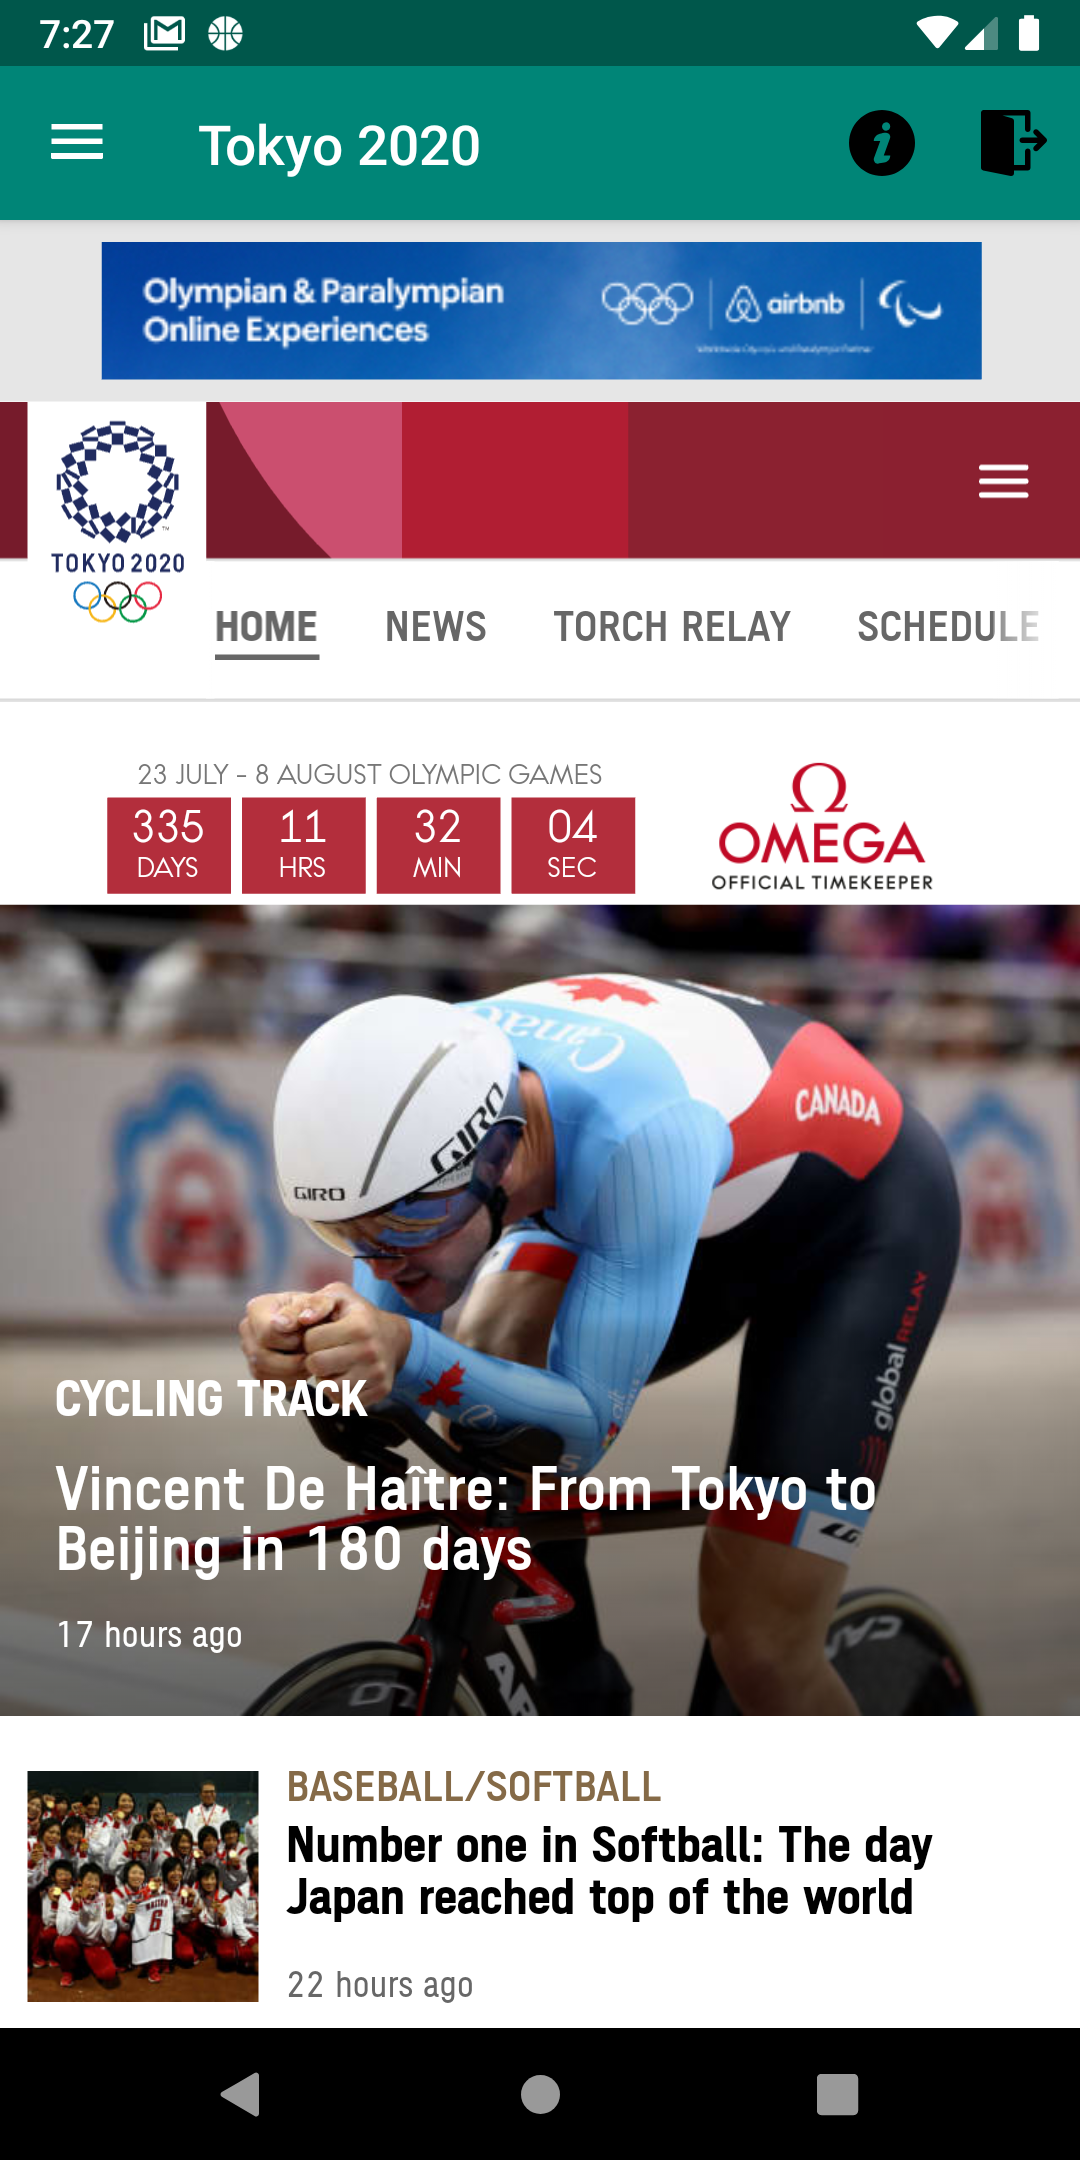 7:27
Tokyo 2020
Olympian & Paralympian
Online Experiences
airbnb
TOKYO 2020
HOME NEWS TORCH RELAY SCHEDULE
23 JULY - 8 AUGUST OLYMPIC GAMES
335 11 32 04
DAYS HRS MIN SEC
OMEGA
OFFICIAL TIMEKEEPER
Canada
CANADA
GIRO
GIRO
globalRELAY
CYCLING TRACK
Vincent De Haître: From Tokyo to
Beijing in 180 days
17 hours ago
BASEBALL/SOFTBALL
Number one in Softball: The day
Japan reached top of the world
22 hours ago